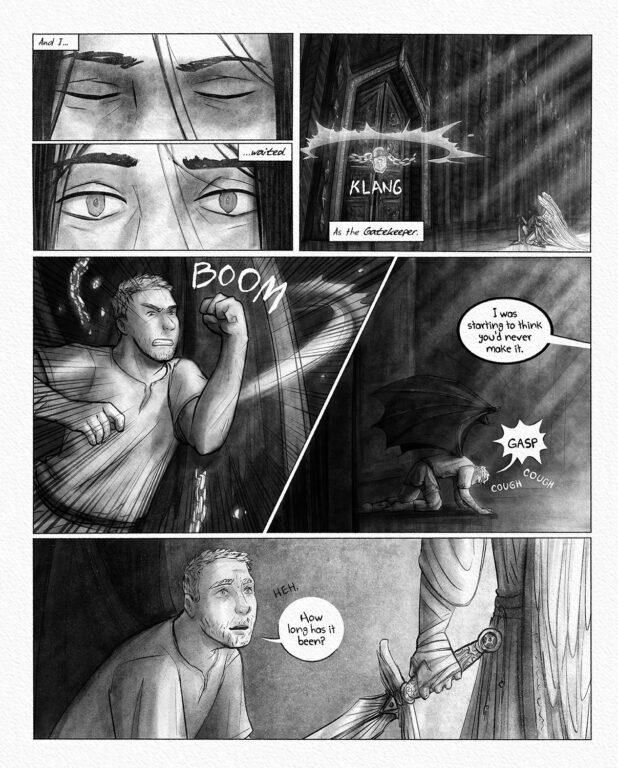 And I...
...waited.
KLANG
As the Gatekeeper.
BOOM
I was
starting to think
you'd never
make it.
GASP
COUGH
COUGH
HEH.
How
long has it
been?